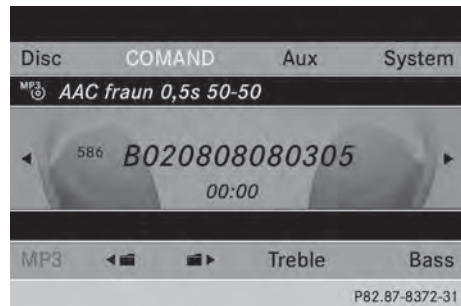 Disc COMAND Aux System
MP3 AAC fraun 0,5s 50-50
586 B020808080305
00:00
MP3 Treble Bass
P82.87-8372-31